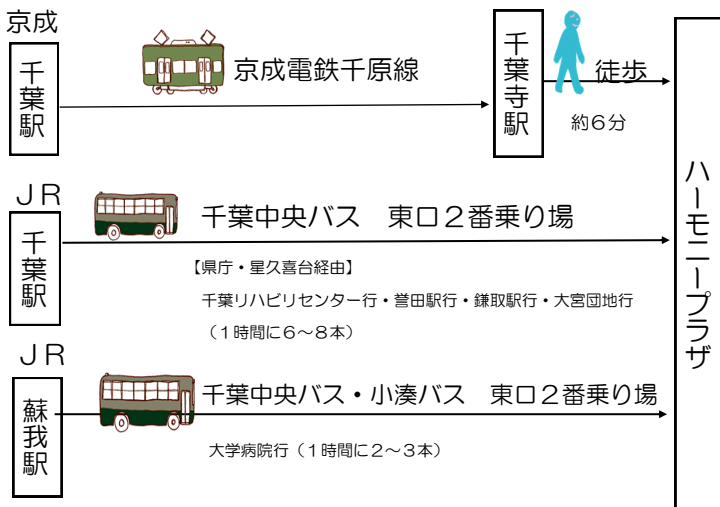 京成
千葉駅
京成電鉄千原線
千葉寺駅
徒歩
約６分
ＪＲ
千葉駅
千葉中央バス　東口２番乗り場
【県庁・星久喜台経由】
千葉リハビリセンター行・誉田駅行・鎌取駅行・大宮団地行
（１時間に６～８本）
ＪＲ
蘇我駅
千葉中央バス・小湊バス　東口２番乗り場
大学病院行（１時間に２～３本）
ハーモニープラザ